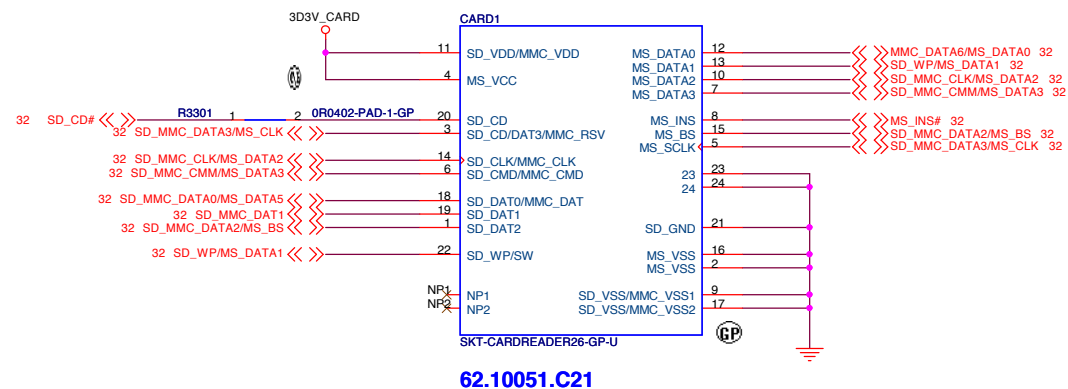 3D3V_CARD
CARD1
11 SD_VDD/MMC_VDD
4 MS_VCC
32 SD_CD# R3301 1 2 0R0402-PAD-1-GP 20 SD_CD
32 SD_MMC_DATA3/MS_CLK 3 SD_CD/DAT3/MMC_RSV
32 SD_MMC_CLK/MS_DATA2 14 SD_CLK/MMC_CLK
32 SD_MMC_CMM/MS_DATA3 6 SD_CMD/MMC_CMD
32 SD_MMC_DATA0/MS_DATA5 18 SD_DAT0/MMC_DAT
32 SD_MMC_DAT1 19 SD_DAT1
32 SD_MMC_DATA2/MS_BS 1 SD_DAT2
32 SD_WP/MS_DATA1 22 SD_WP/SW
NP1 NP1
NP2 NP2
MS_DATA0 12 MMC_DATA6/MS_DATA0 32
MS_DATA1 13 SD_WP/MS_DATA1 32
MS_DATA2 10 SD_MMC_CLK/MS_DATA2 32
MS_DATA3 7 SD_MMC_CMM/MS_DATA3 32
MS_INS 8 MS_INS# 32
MS_BS 15 SD_MMC_DATA2/MS_BS 32
MS_SCLK 5 SD_MMC_DATA3/MS_CLK 32
23 23
24 24
SD_GND 21
MS_VSS 16
MS_VSS 2
SD_VSS/MMC_VSS1 9
SD_VSS/MMC_VSS2 17
GP
SKT-CARDREADER26-GP-U
62.10051.C21